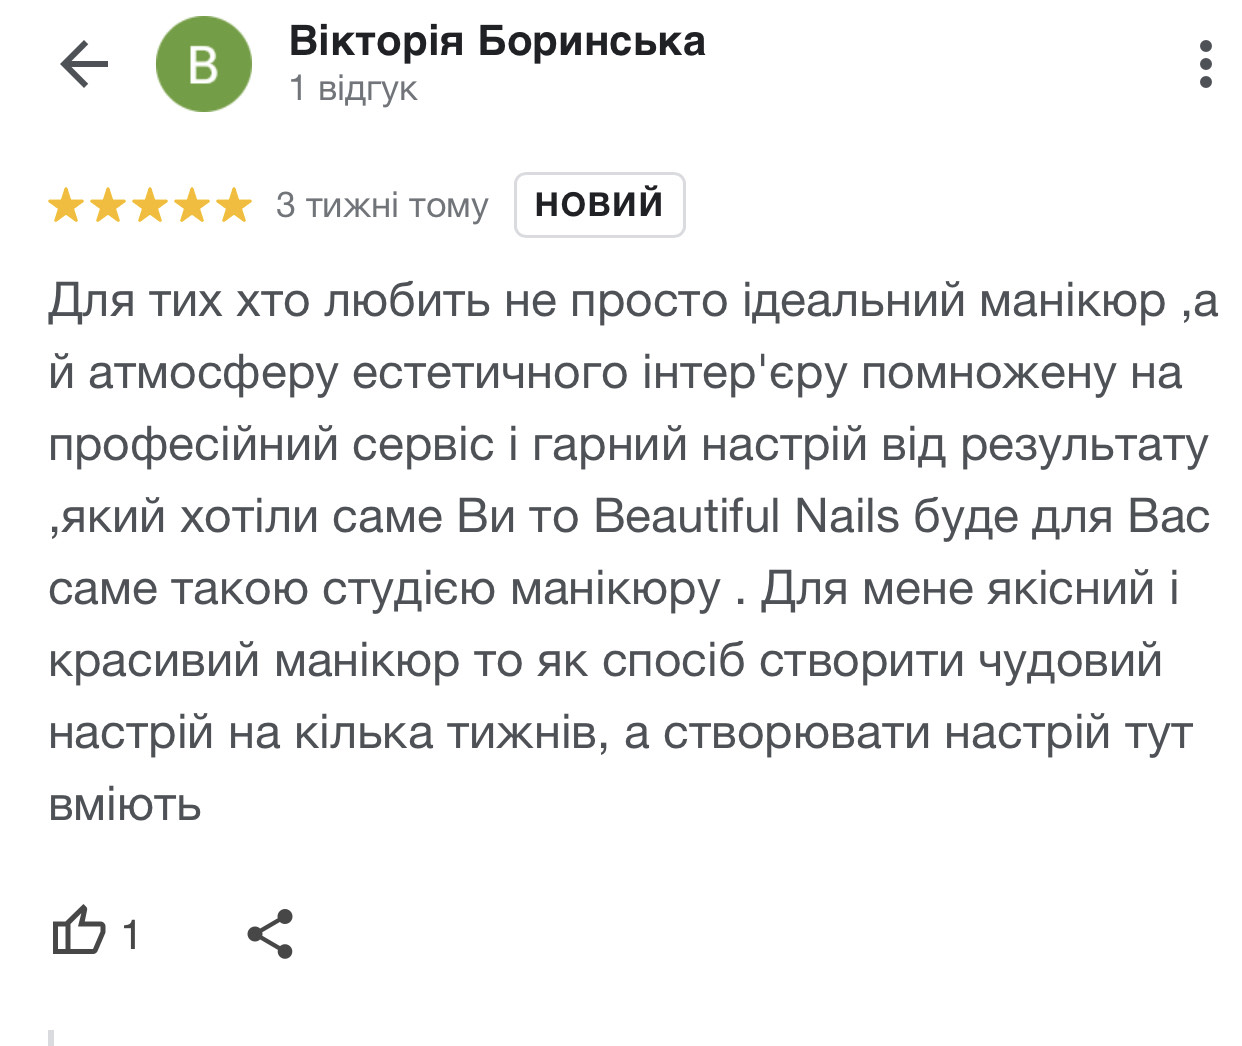 Вікторія Боринська
В
1 відгук
3 тижні тому
НОВИЙ
Для тих хто любить не просто ідеальний манікюр ,а
й атмосферу естетичного інтер'єру помножену на
професійний сервіс і гарний настрій від результату
,який хотіли саме Ви то Beautiful Nails буде для Вас
саме такою студією манікюру . Для мене якісний і
красивий манікюр то як спосіб створити чудовий
настрій на кілька тижнів, а створювати настрій тут
вміють
1